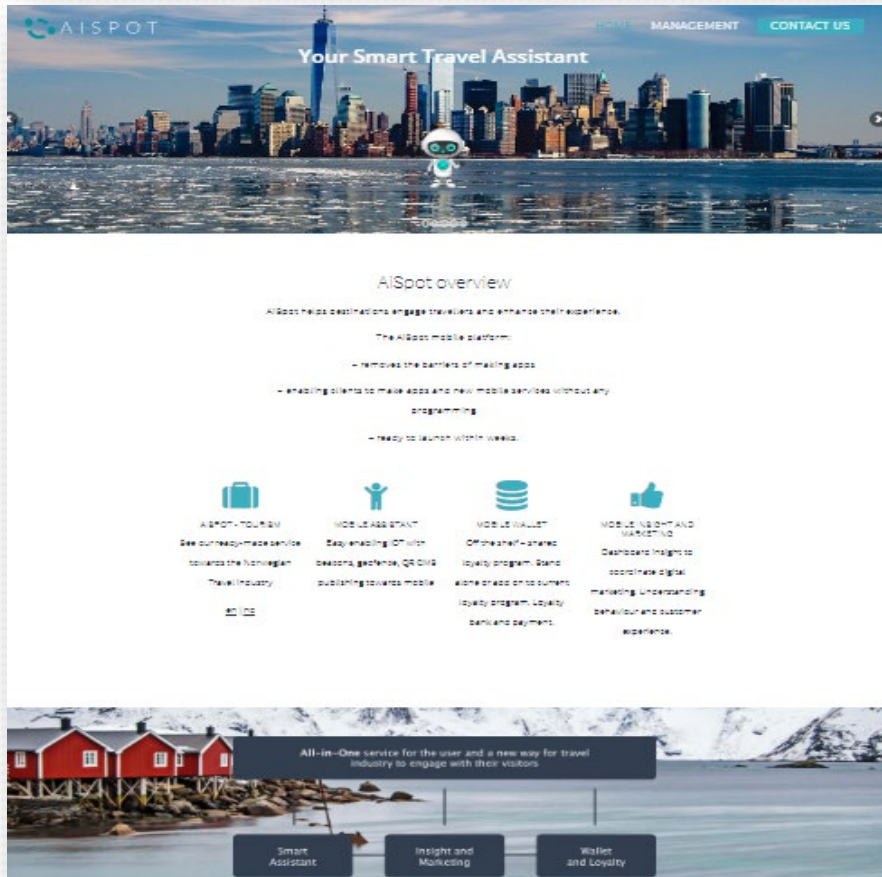 AISPOT
HOME MANAGEMENT CONTACT US
Your Smart Travel Assistant
AiSpot overview
AiSpot helps destinations engage travellers and enhance their experience.
The AiSpot mobile platform:
– removes the barriers of making apps
– enabling clients to make apps and new mobile services without any
programming
– ready to launch within weeks.
AISPOT - TOURISM
See our ready-made service
towards the Norwegian
Travel Industry
en | no
MOBILE ASSISTANT
Easy enabling IOT with
beacons, geofence, QR CMS
publishing towards mobile
MOBILE WALLET
Off the shelf – shared
loyalty program. Stand
alone or add on to current
loyalty program. Loyalty
bank and payment.
MOBILE INSIGHT AND
MARKETING
Dashboard insight to
coordinate digital
marketing. Understanding
behaviour and customer
experience.
All-in-One service for the user and a new way for travel
industry to engage with their visitors
Smart
Assistant
Insight and
Marketing
Wallet
and Loyalty